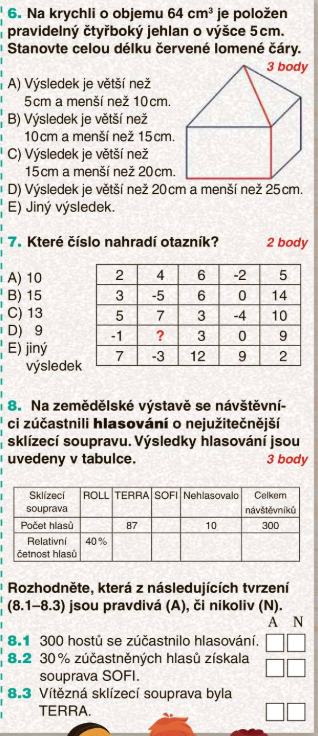 6. Na krychli o objemu 64 cm³ je položen
pravidelný čtyřboký jehlan o výšce 5 cm.
Stanovte celou délku červené lomené čáry.
3 body
A) Výsledek je větší než
5 cm a menší než 10 cm.
B) Výsledek je větší než
10 cm a menší než 15 cm.
C) Výsledek je větší než
15 cm a menší než 20 cm.
D) Výsledek je větší než 20 cm a menší než 25 cm.
E) Jiný výsledek.
7. Které číslo nahradí otazník? 2 body
A) 10
B) 15
C) 13
D) 9
E) jiný
výsledek
2 4 6 -2 5
3 -5 6 0 14
5 7 3 -4 10
-1 ? 3 0 9
7 -3 12 9 2
8. Na zemědělské výstavě se návštěvní-
ci zúčastnili hlasování o nejužitečnější
sklízecí soupravu. Výsledky hlasování jsou
uvedeny v tabulce. 3 body
Sklízecí souprava ROLL TERRA SOFI Nehlasovalo Celkem návštěvníků
Počet hlasů 87 10 300
Relativní četnost hlasů 40 %
Rozhodněte, která z následujících tvrzení
(8.1–8.3) jsou pravdivá (A), či nikoliv (N).
A N
8.1 300 hostů se zúčastnilo hlasování.
8.2 30 % zúčastněných hlasů získala
souprava SOFI.
8.3 Vítězná sklízecí souprava byla
TERRA.